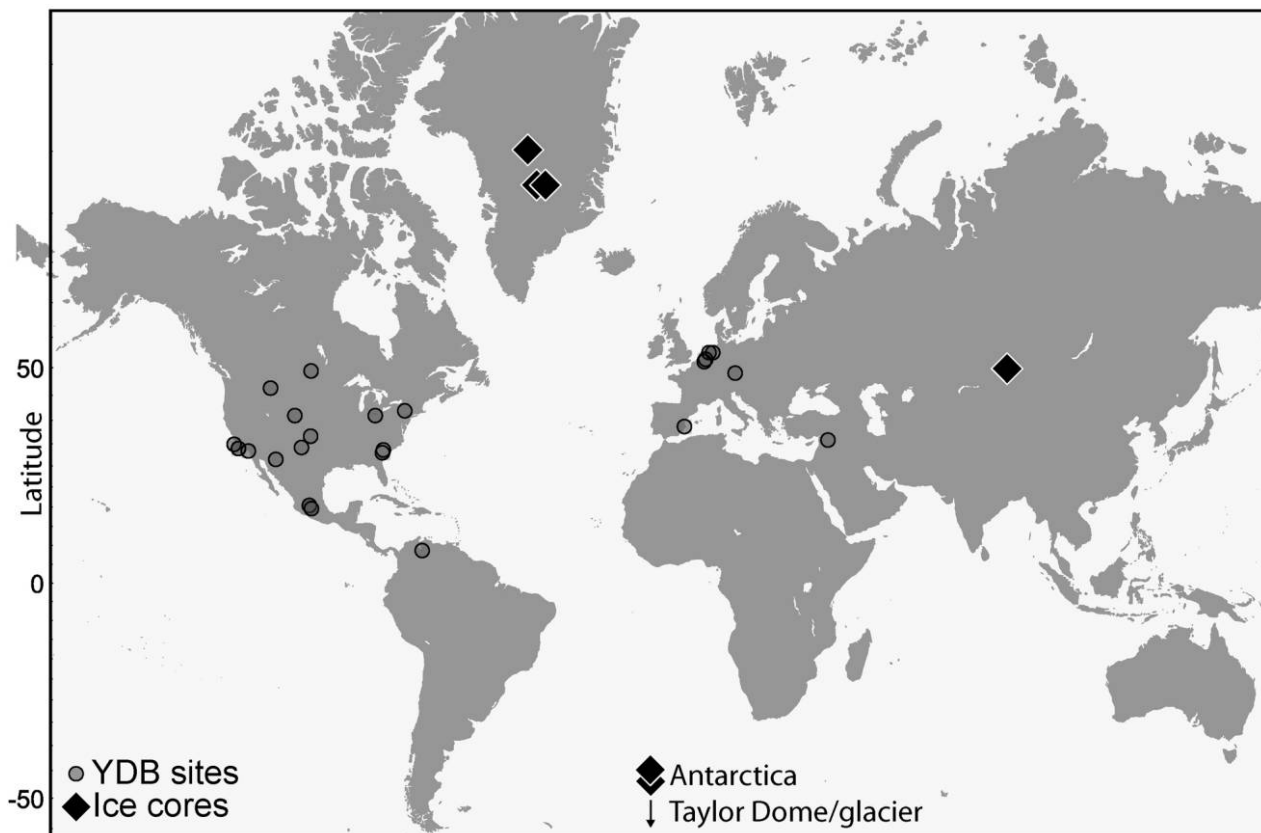 50
Latitude
0
-50
YDB sites
Ice cores
Antarctica
↓ Taylor Dome/glacier